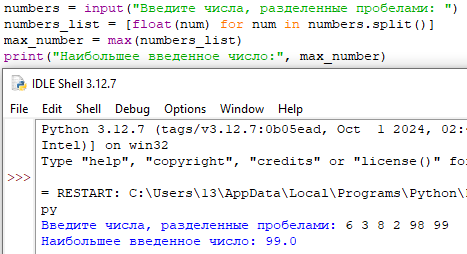 numbers = input("Введите числа, разделенные пробелами: ")
numbers_list = [float(num) for num in numbers.split()]
max_number = max(numbers_list)
print("Наибольшее введенное число:", max_number)
IDLE Shell 3.12.7
File Edit Shell Debug Options Window Help
Python 3.12.7 (tags/v3.12.7:0b05ead, Oct 1 2024, 02:
Intel)] on win32
Type "help", "copyright", "credits" or "license()" fo
>>>
= RESTART: C:\Users\13\AppData\Local\Programs\Python\
py
Введите числа, разделенные пробелами: 6 3 8 2 98 99
Наибольшее введенное число: 99.0